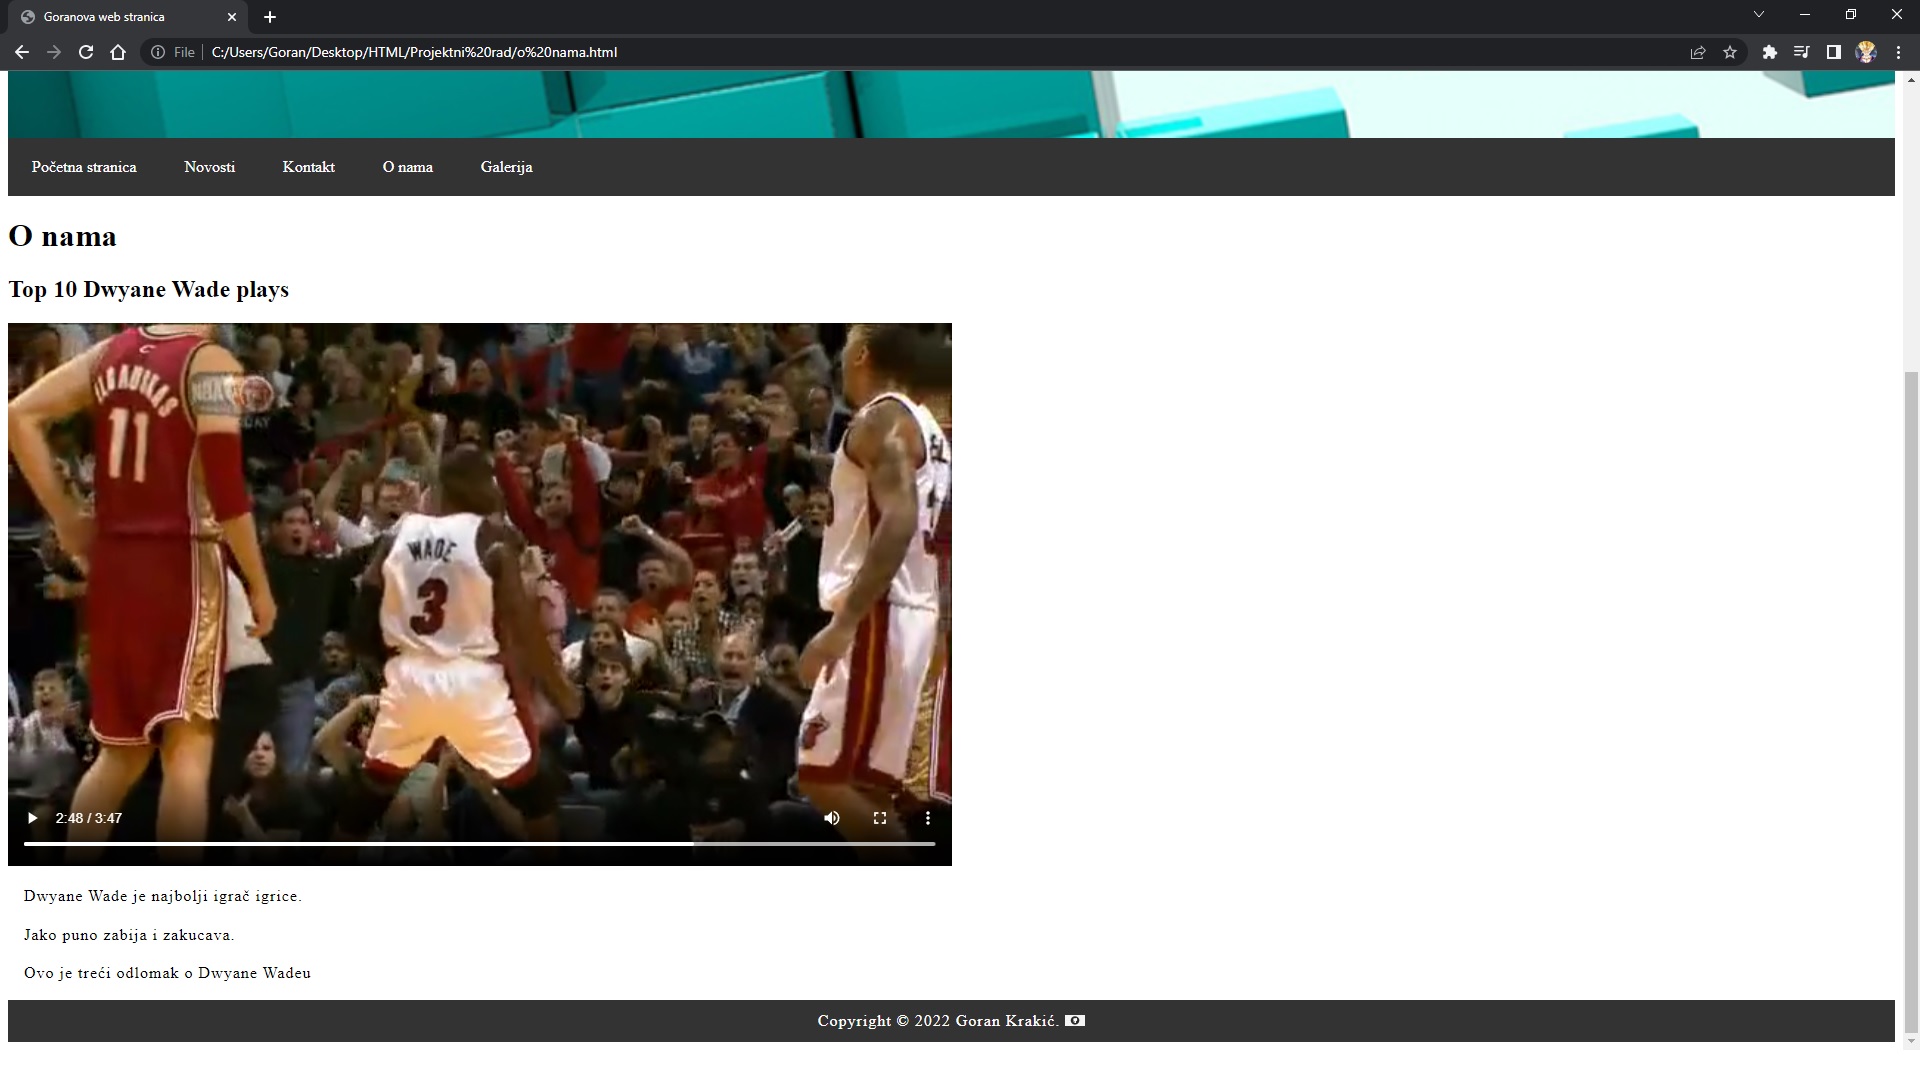 Goranova web stranica
File
C:/Users/Goran/Desktop/HTML/Projektni%20rad/o%20nama.html
Početna stranica Novosti Kontakt O nama Galerija
O nama
Top 10 Dwyane Wade plays
11
WADE
3
2:48 / 3:47
Dwyane Wade je najbolji igrač igrice.
Jako puno zabija i zakucava.
Ovo je treći odlomak o Dwyane Wadeu
Copyright © 2022 Goran Krakić.